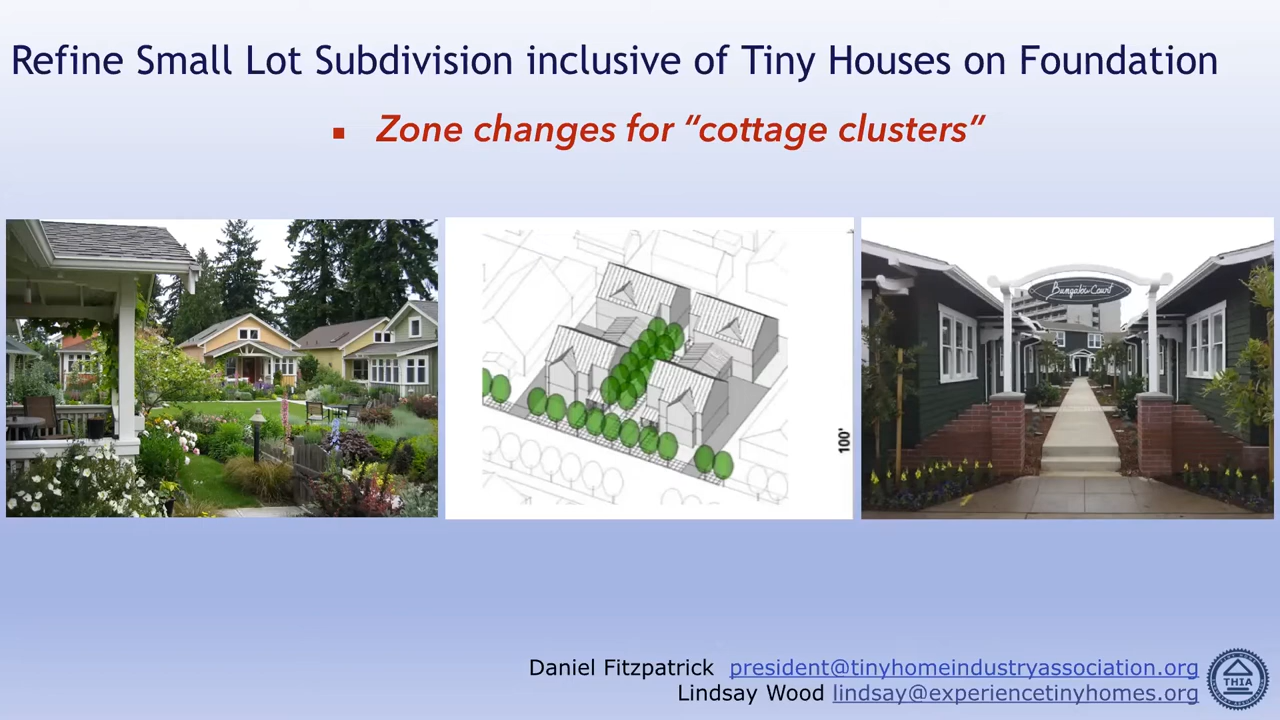 Refine Small Lot Subdivision inclusive of Tiny Houses on Foundation
▪ Zone changes for “cottage clusters”
100'
Bungalow Court
Daniel Fitzpatrick president@tinyhomeindustryassociation.org
Lindsay Wood lindsay@experiencetinyhomes.org
THIA